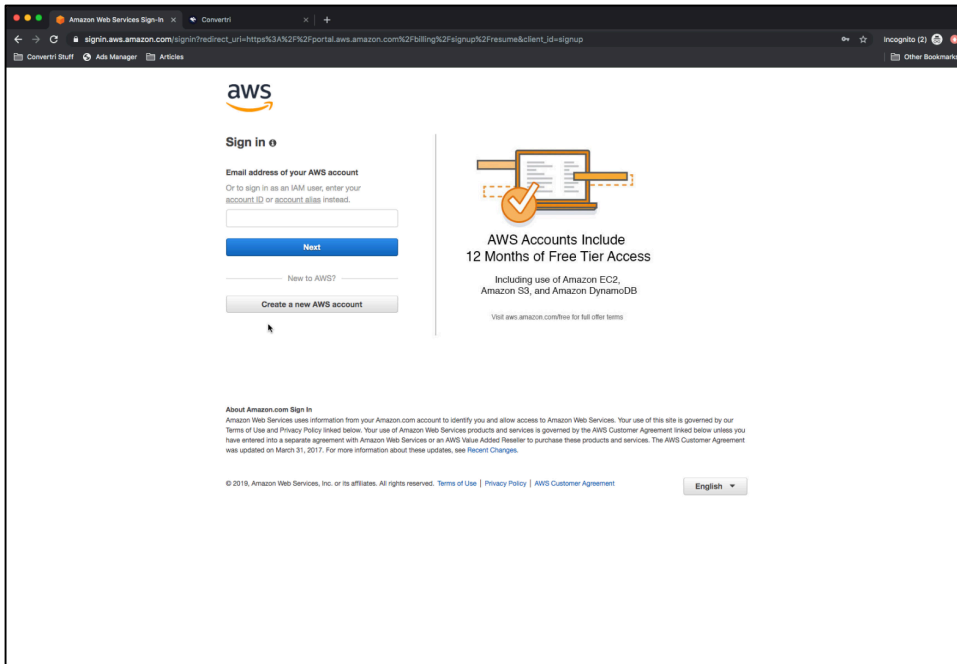 Amazon Web Services Sign-In
Convertri
signin.aws.amazon.com/signin?redirect_uri=https%3A%2F%2Fportal.aws.amazon.com%2Fbilling%2Fsignup%2Fresume&client_id=signup
Incognito (2)
Convertri Stuff
Ads Manager
Articles
Other Bookmarks
aws
Sign in
Email address of your AWS account
Or to sign in as an IAM user, enter your
account ID or account alias instead.
Next
New to AWS?
Create a new AWS account
AWS Accounts Include
12 Months of Free Tier Access
Including use of Amazon EC2,
Amazon S3, and Amazon DynamoDB
Visit aws.amazon.com/free for full offer terms
About Amazon.com Sign In
Amazon Web Services uses information from your Amazon.com account to identify you and allow access to Amazon Web Services. Your use of this site is governed by our
Terms of Use and Privacy Policy linked below. Your use of Amazon Web Services products and services is governed by the AWS Customer Agreement linked below unless you
have entered into a separate agreement with Amazon Web Services or an AWS Value Added Reseller to purchase these products and services. The AWS Customer Agreement
was updated on March 31, 2017. For more information about these updates, see Recent Changes.
© 2019, Amazon Web Services, Inc. or its affiliates. All rights reserved. Terms of Use | Privacy Policy | AWS Customer Agreement
English